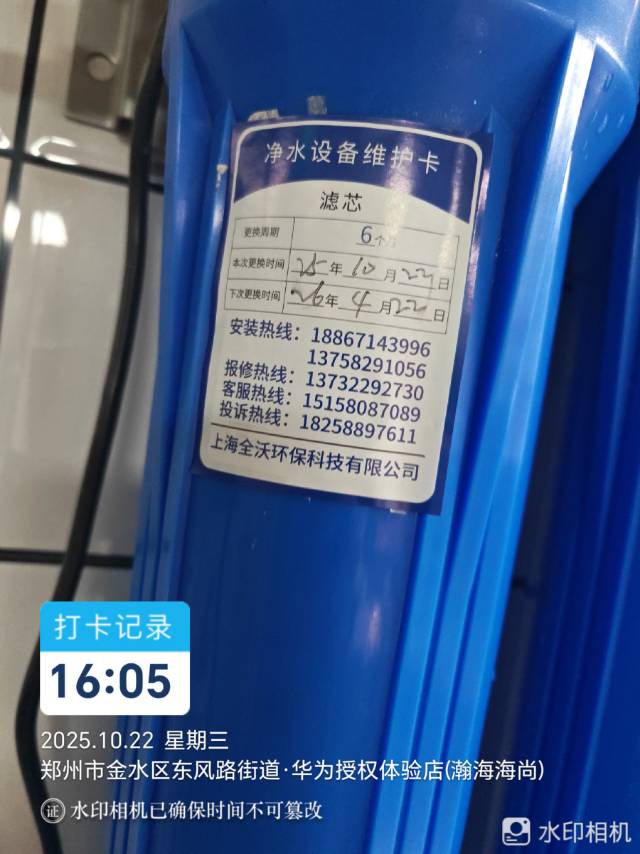 净水设备维护卡
滤芯
更换周期 6个月
本次更换时间 25年10月22日
下次更换时间 26年4月22日
安装热线：18867143996
13758291056
报修热线：13732292730
客服热线：15158087089
投诉热线：18258897611
上海全沃环保科技有限公司
打卡记录
16:05
2025.10.22 星期三
郑州市金水区东风路街道·华为授权体验店(瀚海海尚)
证 水印相机已确保时间不可篡改
水印相机